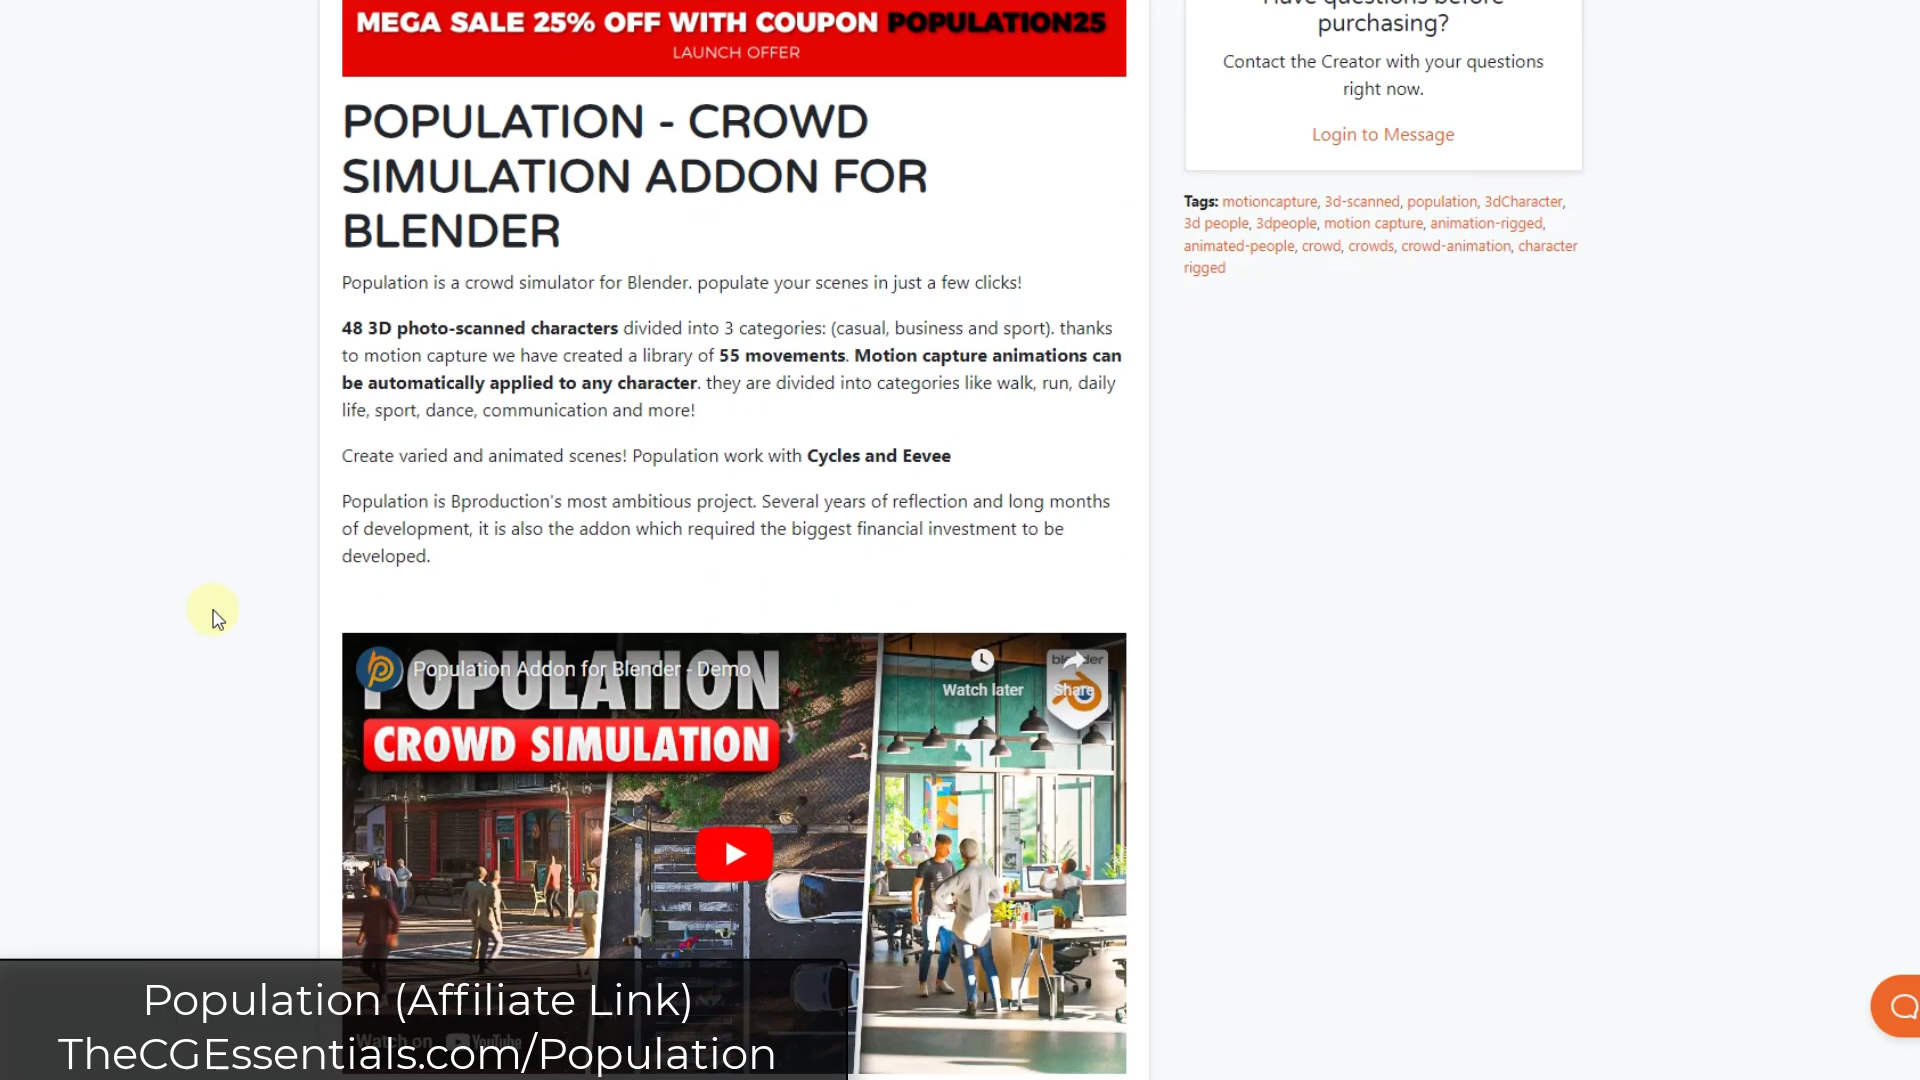 MEGA SALE 25% OFF WITH COUPON POPULATION25
LAUNCH OFFER
POPULATION - CROWD
SIMULATION ADDON FOR
BLENDER
Population is a crowd simulator for Blender. populate your scenes in just a few clicks!
48 3D photo-scanned characters divided into 3 categories: (casual, business and sport). thanks
to motion capture we have created a library of 55 movements. Motion capture animations can
be automatically applied to any character. they are divided into categories like walk, run, daily
life, sport, dance, communication and more!
Create varied and animated scenes! Population work with Cycles and Eevee
Population is Bproduction's most ambitious project. Several years of reflection and long months
of development, it is also the addon which required the biggest financial investment to be
developed.
Population Addon for Blender - Demo
POPULATION
CROWD SIMULATION
Watch later
Share
blender
Watch on YouTube
Have questions before
purchasing?
Contact the Creator with your questions
right now.
Login to Message
Tags: motioncapture, 3d-scanned, population, 3dCharacter,
3d people, 3dpeople, motion capture, animation-rigged,
animated-people, crowd, crowds, crowd-animation, character
rigged
Population (Affiliate Link)
TheCGEssentials.com/Population